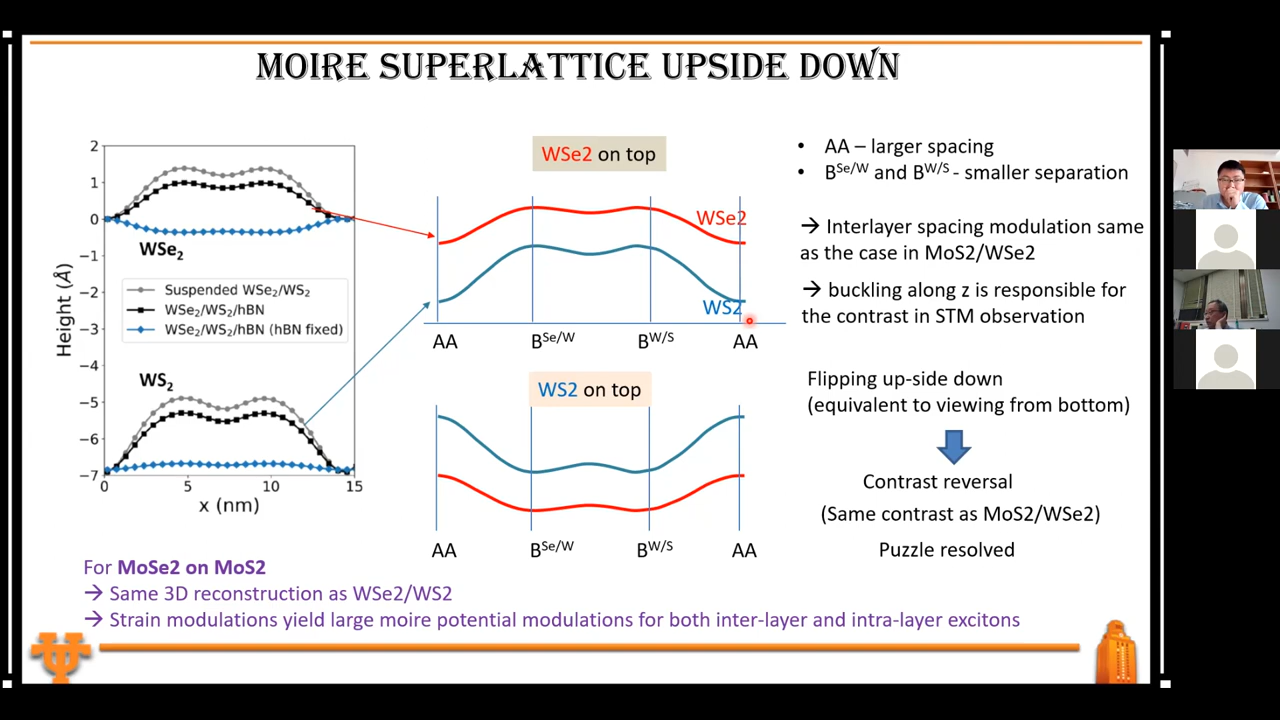 MOIRE SUPERLATTICE UPSIDE DOWN
2
1
0
−1
−2
−3
−4
−5
−6
−7
Height (Å)
WSe2
Suspended WSe2/WS2
WSe2/WS2/hBN
WSe2/WS2/hBN (hBN fixed)
WS2
0 5 10 15
x (nm)
WSe2 on top
WSe2
WS2
AA B^Se/W B^W/S AA
WS2 on top
AA B^Se/W B^W/S AA
• AA – larger spacing
• B^Se/W and B^W/S - smaller separation
→ Interlayer spacing modulation same
as the case in MoS2/WSe2
→ buckling along z is responsible for
the contrast in STM observation
Flipping up-side down
(equivalent to viewing from bottom)
Contrast reversal
(Same contrast as MoS2/WSe2)
Puzzle resolved
For MoSe2 on MoS2
→ Same 3D reconstruction as WSe2/WS2
→ Strain modulations yield large moire potential modulations for both inter-layer and intra-layer excitons